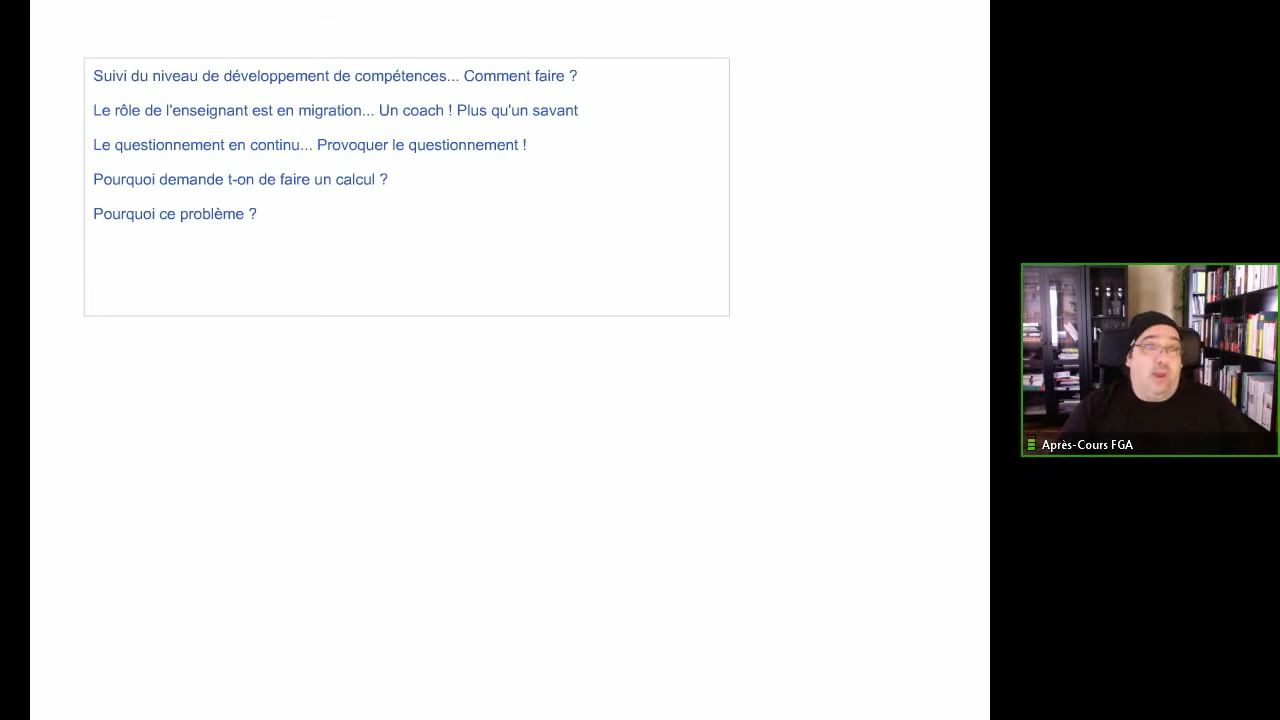 Suivi du niveau de développement de compétences... Comment faire ?
Le rôle de l'enseignant est en migration... Un coach ! Plus qu'un savant
Le questionnement en continu... Provoquer le questionnement !
Pourquoi demande t-on de faire un calcul ?
Pourquoi ce problème ?
Après-Cours FGA